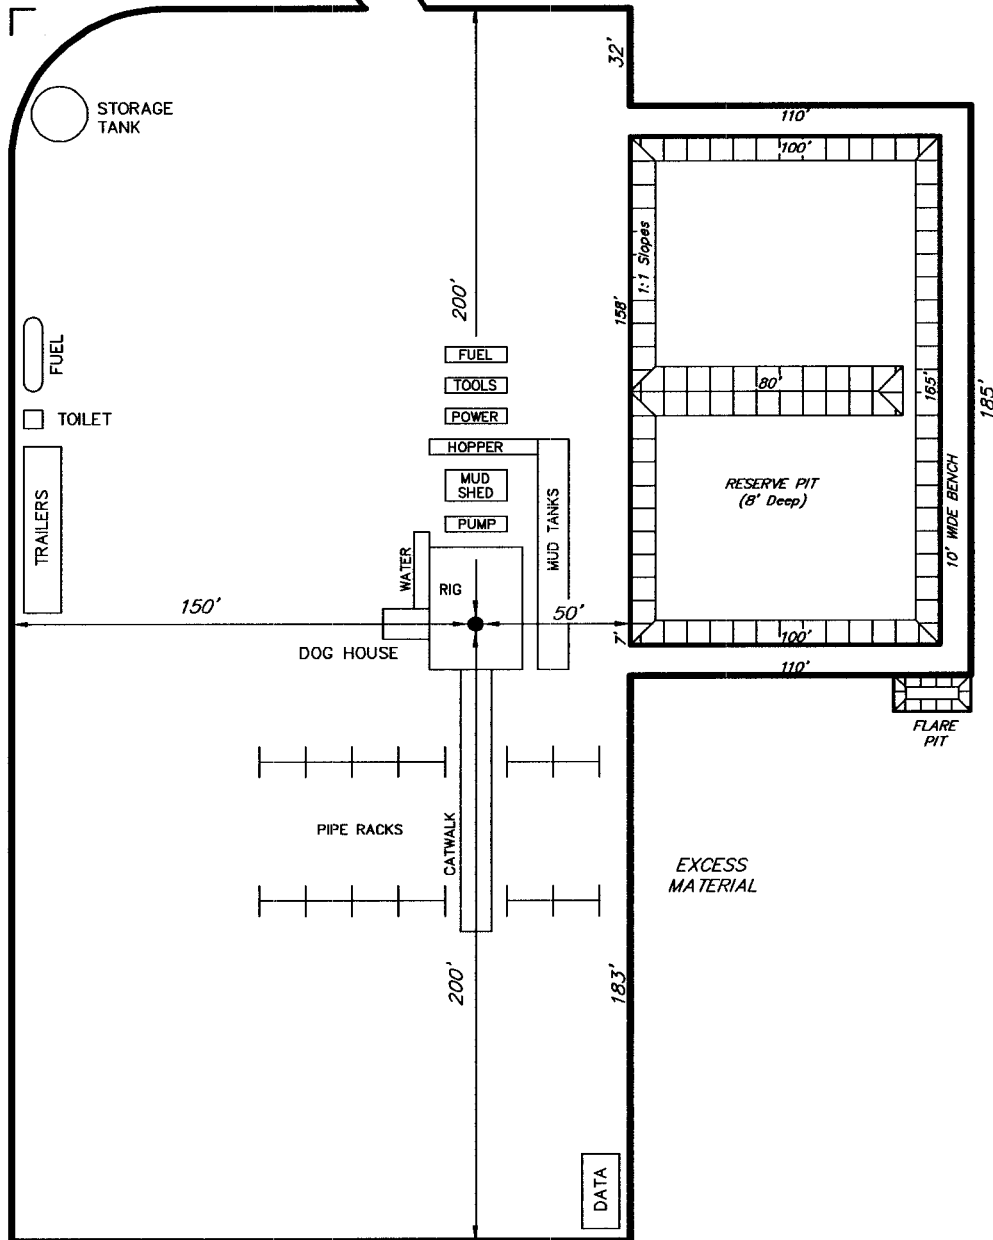 32'
STORAGE
TANK
110'
100'
1:1 Slopes
158'
200'
FUEL
FUEL
TOOLS
TOILET
POWER
80'
165'
185'
HOPPER
TRAILERS
MUD
SHED
MUD TANKS
RESERVE PIT
(8' Deep)
10' WIDE BENCH
PUMP
WATER
RIG
150'
50'
7'
100'
DOG HOUSE
110'
FLARE
PIT
PIPE RACKS
CATWALK
EXCESS
MATERIAL
200'
183'
DATA